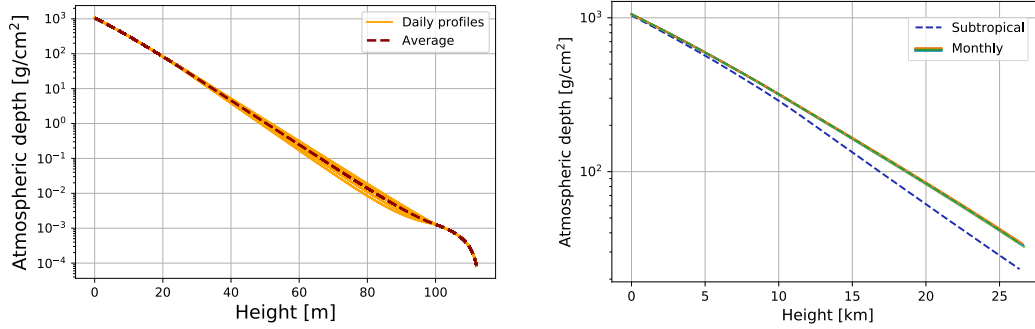 Atmospheric depth [g/cm²]
10³
10²
10¹
10⁰
10⁻¹
10⁻²
10⁻³
10⁻⁴
Daily profiles
Average
0 20 40 60 80 100
Height [m]
Atmospheric depth [g/cm²]
10³
10²
Subtropical
Monthly
0 5 10 15 20 25
Height [km]